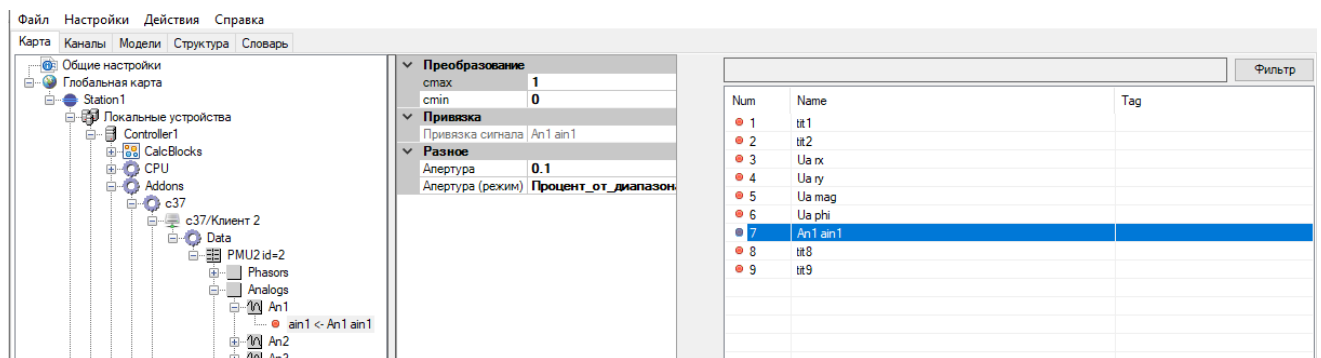 Файл Настройки Действия Справка
Карта Каналы Модели Структура Словарь
Общие настройки
Глобальная карта
Station1
Локальные устройства
Controller1
CalcBlocks
CPU
Addons
c37
c37/Клиент 2
Data
PMU2 id=2
Phasors
Analogs
An1
ain1 <- An1 ain1
An2
Преобразование
cmax 1
cmin 0
Привязка
Привязка сигнала An1 ain1
Разное
Апертура 0.1
Апертура (режим) Процент_от_диапазон
Фильтр
Num Name Tag
1 tit1
2 tit2
3 Ua rx
4 Ua ry
5 Ua mag
6 Ua phi
7 An1 ain1
8 tit8
9 tit9